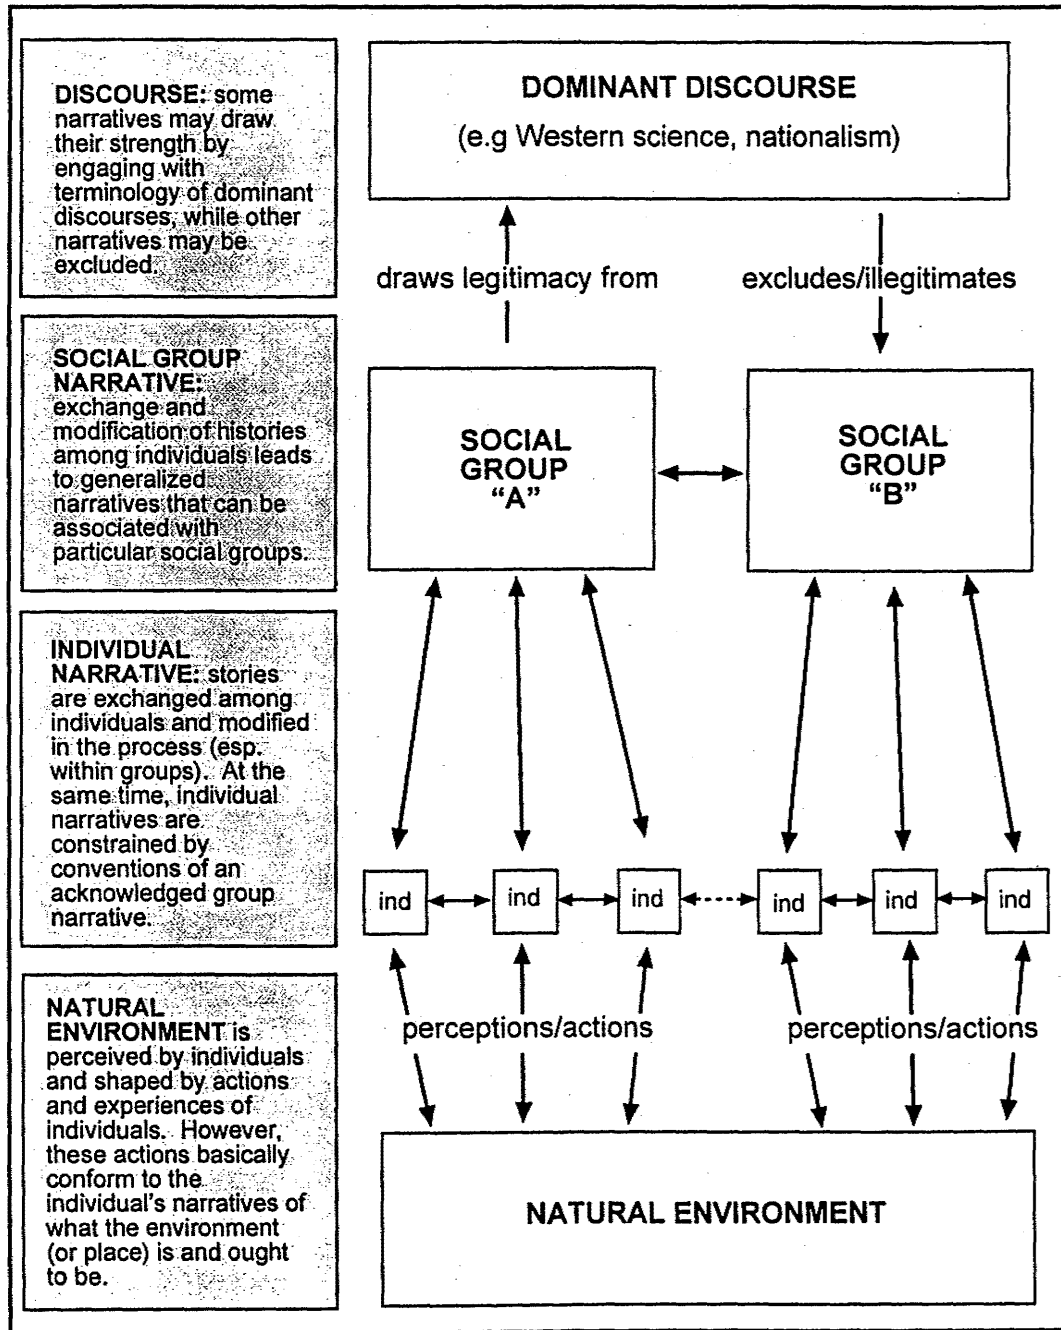 DISCOURSE: some
narratives may draw
their strength by
engaging with
terminology of dominant
discourses, while other
narratives may be
excluded.
DOMINANT DISCOURSE
(e.g Western science, nationalism)
draws legitimacy from
excludes/illegitimates
SOCIAL GROUP
NARRATIVE:
exchange and
modification of histories
among individuals leads
to generalized
narratives that can be
associated with
particular social groups.
SOCIAL
GROUP
“A”
SOCIAL
GROUP
“B”
INDIVIDUAL
NARRATIVE: stories
are exchanged among
individuals and modified
in the process (esp.
within groups). At the
same time, individual
narratives are
constrained by
conventions of an
acknowledged group
narrative.
ind
ind
ind
ind
ind
ind
NATURAL
ENVIRONMENT is
perceived by individuals
and shaped by actions
and experiences of
individuals. However,
these actions basically
conform to the
individual's narratives of
what the environment
(or place) is and ought
to be.
perceptions/actions
perceptions/actions
NATURAL ENVIRONMENT